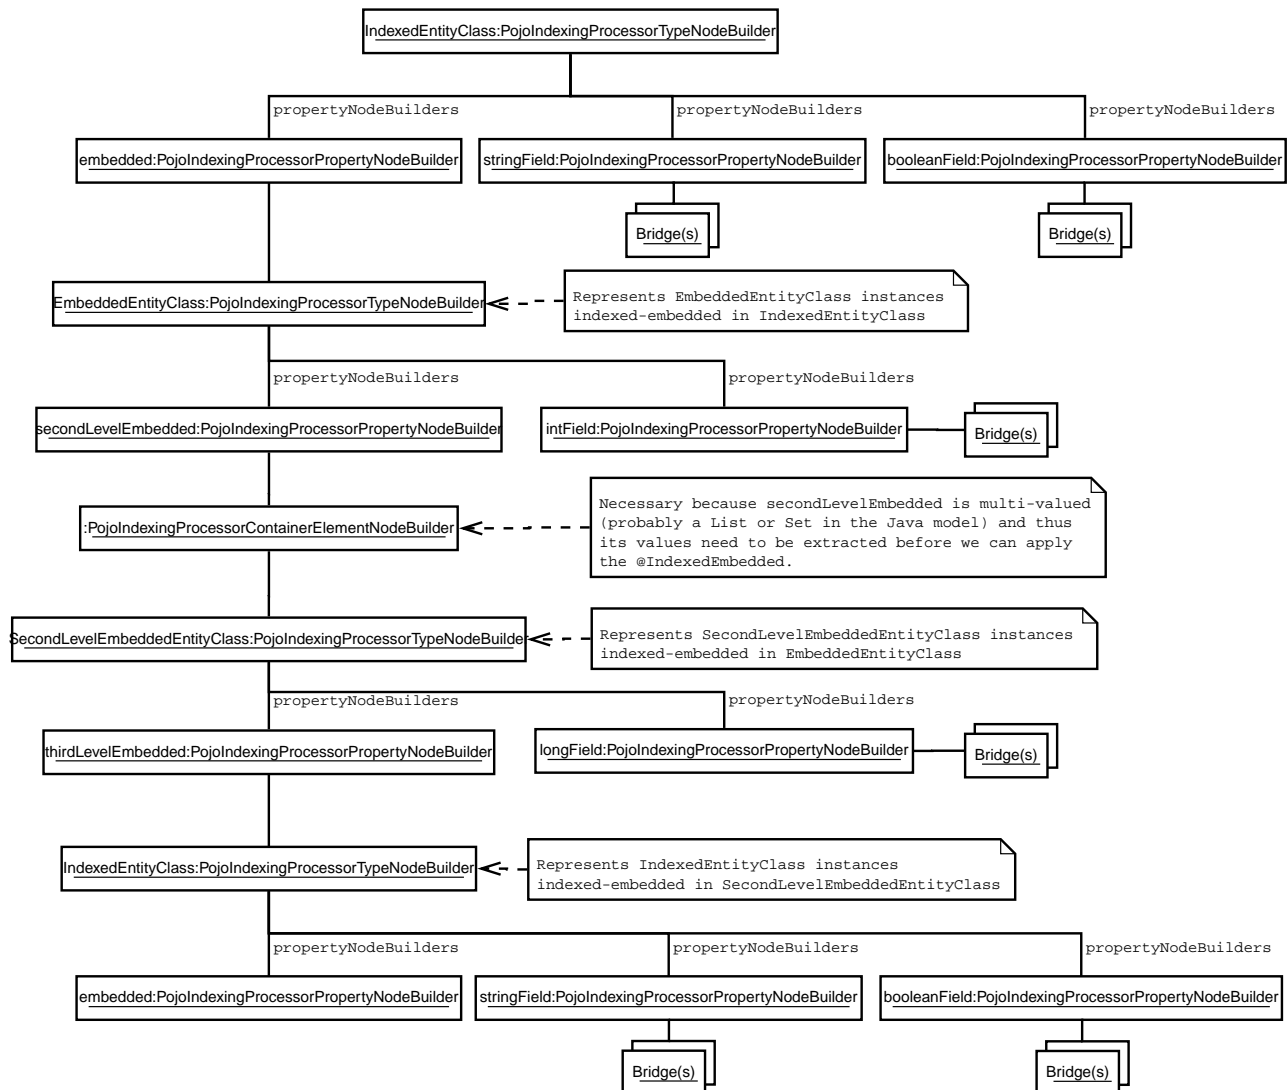 IndexedEntityClass:PojoIndexingProcessorTypeNodeBuilder
propertyNodeBuilders
propertyNodeBuilders
propertyNodeBuilders
embedded:PojoIndexingProcessorPropertyNodeBuilder
stringField:PojoIndexingProcessorPropertyNodeBuilder
booleanField:PojoIndexingProcessorPropertyNodeBuilder
Bridge(s)
Bridge(s)
EmbeddedEntityClass:PojoIndexingProcessorTypeNodeBuilder
Represents EmbeddedEntityClass instances
indexed-embedded in IndexedEntityClass
propertyNodeBuilders
propertyNodeBuilders
secondLevelEmbedded:PojoIndexingProcessorPropertyNodeBuilder
intField:PojoIndexingProcessorPropertyNodeBuilder
Bridge(s)
:PojoIndexingProcessorContainerElementNodeBuilder
Necessary because secondLevelEmbedded is multi-valued
(probably a List or Set in the Java model) and thus
its values need to be extracted before we can apply
the @IndexedEmbedded.
SecondLevelEmbeddedEntityClass:PojoIndexingProcessorTypeNodeBuilder
Represents SecondLevelEmbeddedEntityClass instances
indexed-embedded in EmbeddedEntityClass
propertyNodeBuilders
propertyNodeBuilders
thirdLevelEmbedded:PojoIndexingProcessorPropertyNodeBuilder
longField:PojoIndexingProcessorPropertyNodeBuilder
Bridge(s)
IndexedEntityClass:PojoIndexingProcessorTypeNodeBuilder
Represents IndexedEntityClass instances
indexed-embedded in SecondLevelEmbeddedEntityClass
propertyNodeBuilders
propertyNodeBuilders
propertyNodeBuilders
embedded:PojoIndexingProcessorPropertyNodeBuilder
stringField:PojoIndexingProcessorPropertyNodeBuilder
booleanField:PojoIndexingProcessorPropertyNodeBuilder
Bridge(s)
Bridge(s)